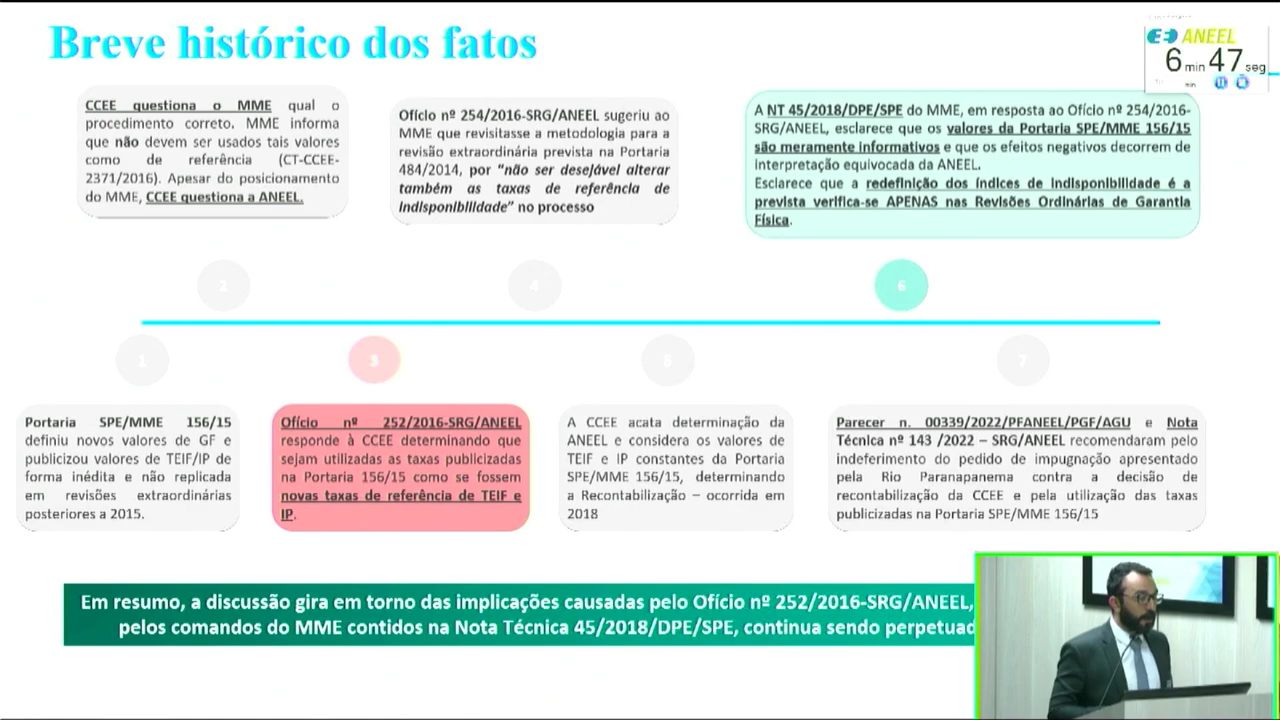 Breve histórico dos fatos
ANEEL
6 min 47 seg
min
CCEE questiona o MME qual o
procedimento correto. MME informa
que não devem ser usados tais valores
como de referência (CT-CCEE-
2371/2016). Apesar do posicionamento
do MME, CCEE questiona a ANEEL.
Ofício nº 254/2016-SRG/ANEEL sugeriu ao
MME que revisitasse a metodologia para a
revisão extraordinária prevista na Portaria
484/2014, por “não ser desejável alterar
também as taxas de referência de
indisponibilidade” no processo
A NT 45/2018/DPE/SPE do MME, em resposta ao Ofício nº 254/2016-
SRG/ANEEL, esclarece que os valores da Portaria SPE/MME 156/15
são meramente informativos e que os efeitos negativos decorrem de
interpretação equivocada da ANEEL.
Esclarece que a redefinição dos índices de indisponibilidade é a
prevista verifica-se APENAS nas Revisões Ordinárias de Garantia
Física.
2
4
6
1
3
5
7
Portaria SPE/MME 156/15
definiu novos valores de GF e
publicizou valores de TEIF/IP de
forma inédita e não replicada
em revisões extraordinárias
posteriores a 2015.
Ofício nº 252/2016-SRG/ANEEL
responde à CCEE determinando que
sejam utilizadas as taxas publicizadas
na Portaria 156/15 como se fossem
novas taxas de referência de TEIF e
IP.
A CCEE acata determinação da
ANEEL e considera os valores de
TEIF e IP constantes da Portaria
SPE/MME 156/15, determinando
a Recontabilização – ocorrida em
2018
Parecer n. 00339/2022/PFANEEL/PGF/AGU e Nota
Técnica nº 143 /2022 – SRG/ANEEL recomendaram pelo
indeferimento do pedido de impugnação apresentado
pela Rio Paranapanema contra a decisão de
recontabilização da CCEE e pela utilização das taxas
publicizadas na Portaria SPE/MME 156/15
Em resumo, a discussão gira em torno das implicações causadas pelo Ofício nº 252/2016-SRG/ANEEL,
pelos comandos do MME contidos na Nota Técnica 45/2018/DPE/SPE, continua sendo perpetuad